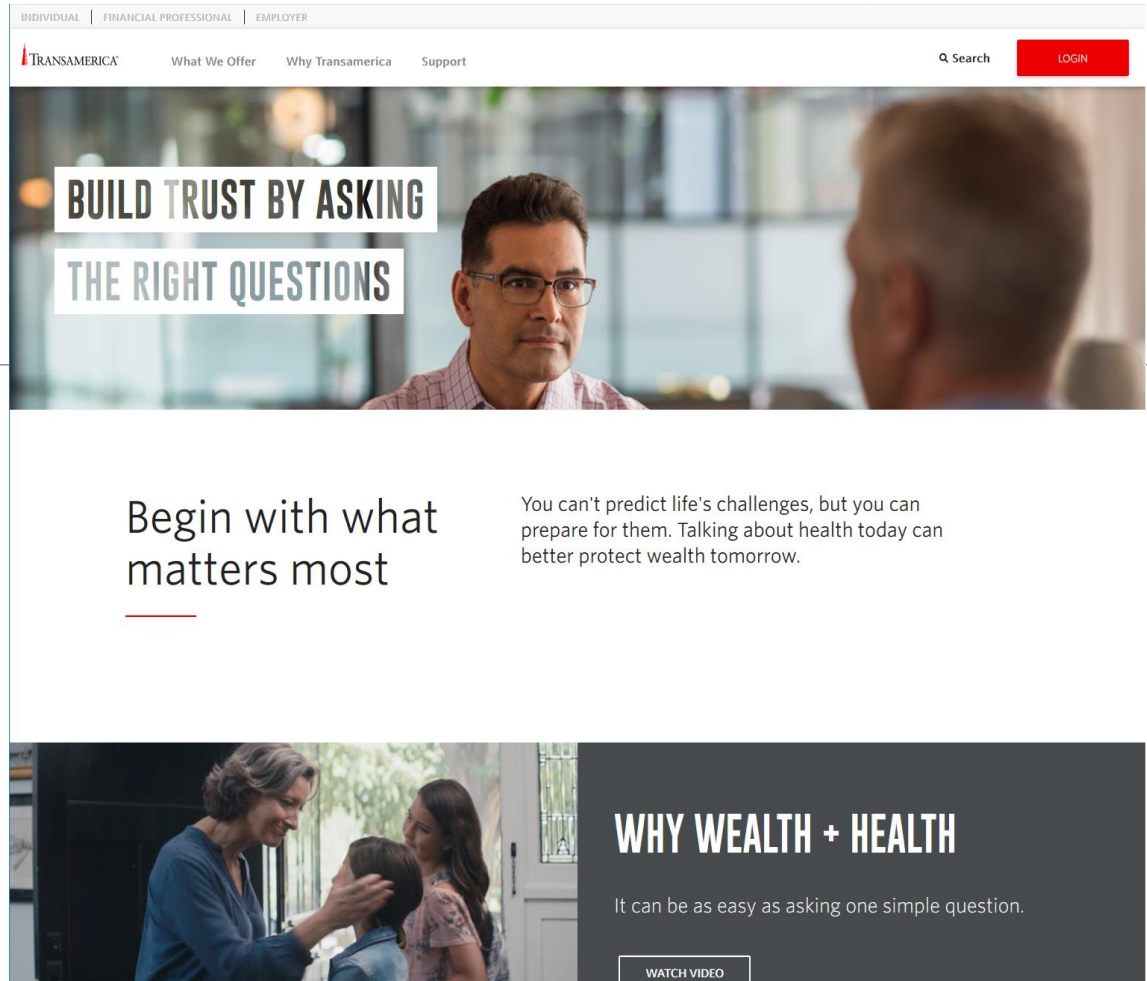 INDIVIDUAL | FINANCIAL PROFESSIONAL | EMPLOYER
TRANSAMERICA®
What We Offer
Why Transamerica
Support
Search
LOGIN
BUILD TRUST BY ASKING
THE RIGHT QUESTIONS
Begin with what
matters most
You can't predict life's challenges, but you can
prepare for them. Talking about health today can
better protect wealth tomorrow.
WHY WEALTH + HEALTH
It can be as easy as asking one simple question.
WATCH VIDEO